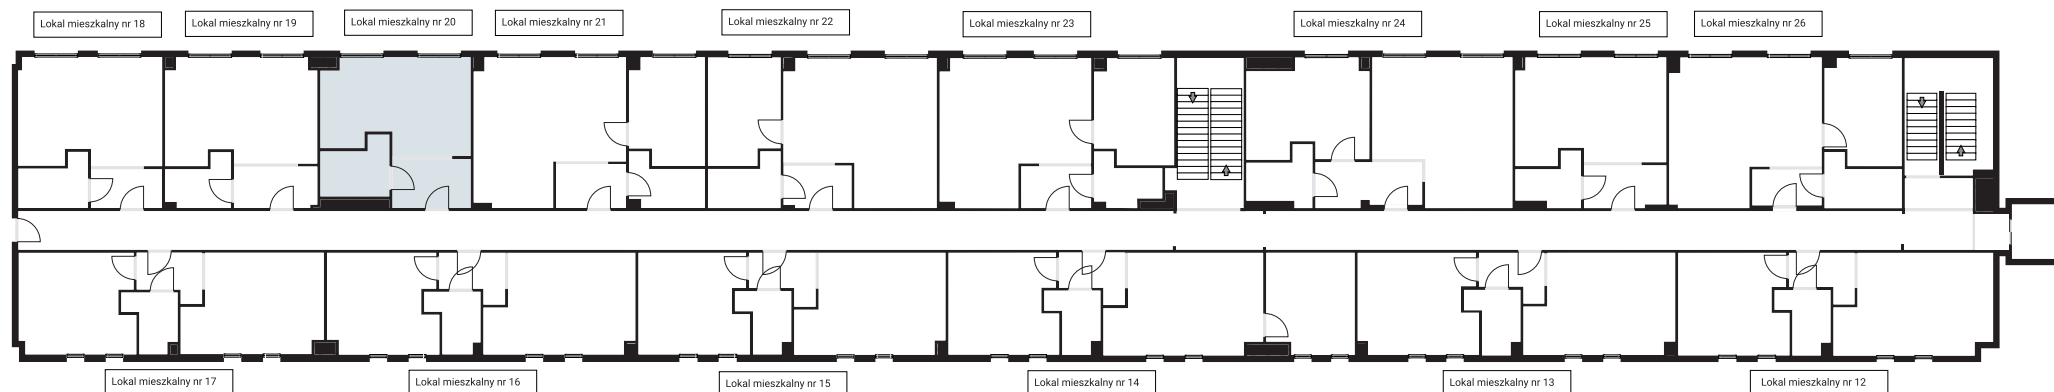 Lokal mieszkalny nr 18
Lokal mieszkalny nr 19
Lokal mieszkalny nr 20
Lokal mieszkalny nr 21
Lokal mieszkalny nr 22
Lokal mieszkalny nr 23
Lokal mieszkalny nr 24
Lokal mieszkalny nr 25
Lokal mieszkalny nr 26
Lokal mieszkalny nr 17
Lokal mieszkalny nr 16
Lokal mieszkalny nr 15
Lokal mieszkalny nr 14
Lokal mieszkalny nr 13
Lokal mieszkalny nr 12